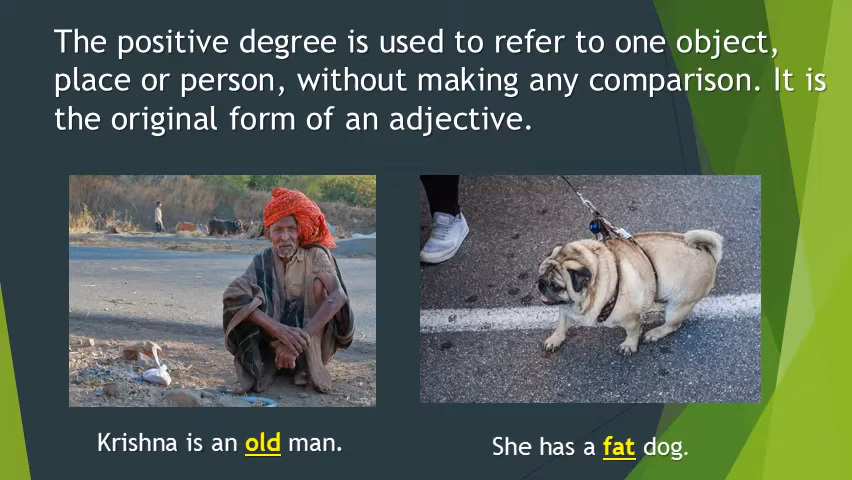 The positive degree is used to refer to one object,
place or person, without making any comparison. It is
the original form of an adjective.
Krishna is an old man.
She has a fat dog.